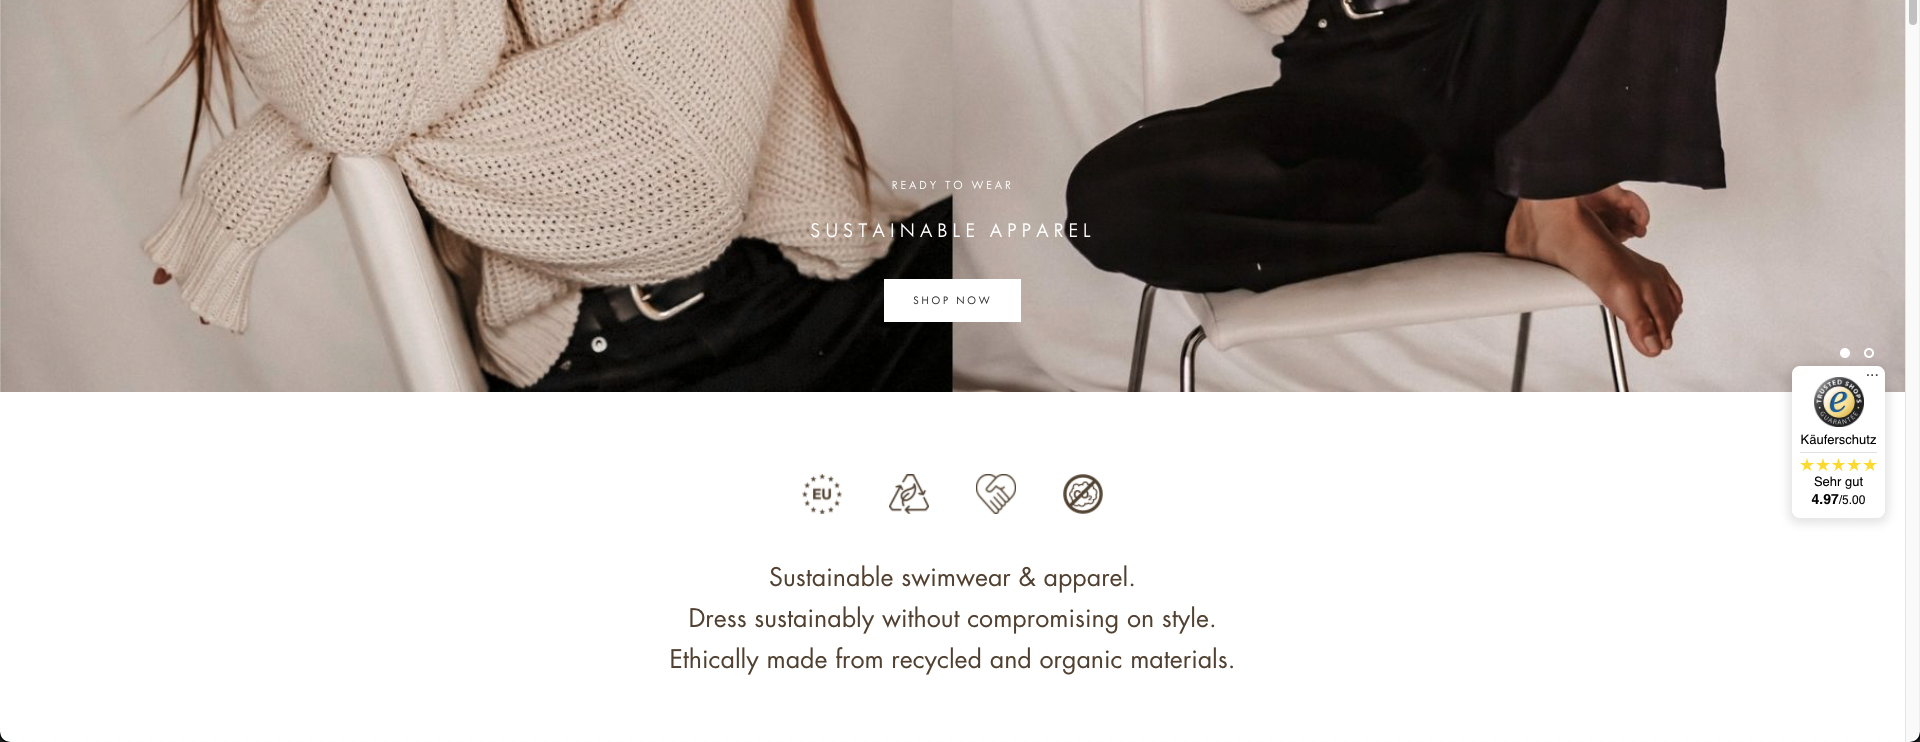 READY TO WEAR
SUSTAINABLE APPAREL
SHOP NOW
...
TRUSTED SHOPS
e
GUARANTEE
Käuferschutz
Sehr gut
4.97/5.00
EU
CO₂
Sustainable swimwear & apparel.
Dress sustainably without compromising on style.
Ethically made from recycled and organic materials.